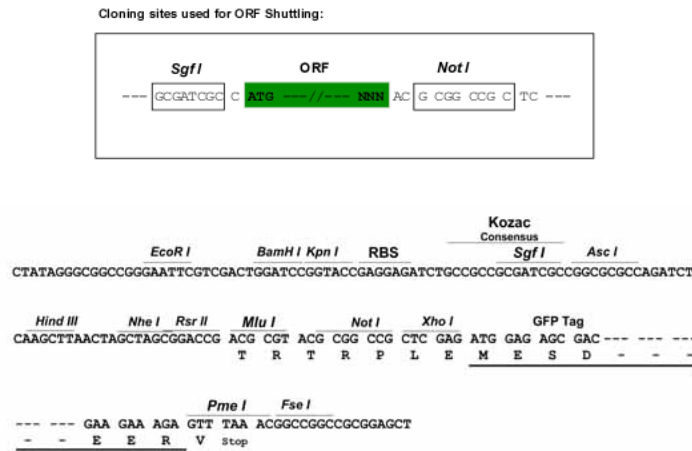 Cloning sites used for ORF Shuttling:
Sgf I ORF Not I
--- GCGATCGC C ATG ---//--- NNN AC G CGG CCG C TC ---
Kozac
Consensus
EcoR I BamH I Kpn I RBS Sgf I Asc I
CTATAGGGCGGCCGGGAATTCGTCGACTGGATCCGGTACCGAGGAGATCTGCCGCCGCGATCGCCGGCGCGCCAGATCT
Hind III Nhe I Rsr II Mlu I Not I Xho I GFP Tag
CAAGCTTAACTAGCTAGCGGACCG ACG CGT ACG CGG CCG CTC GAG ATG GAG AGC GAC --- --- ---
T R T R P L E M E S D - - -
--- --- GAA GAA AGA GTT TAA ACGGCCGGCCGCGGAGCT
Pme I Fse I
- - E E R V Stop